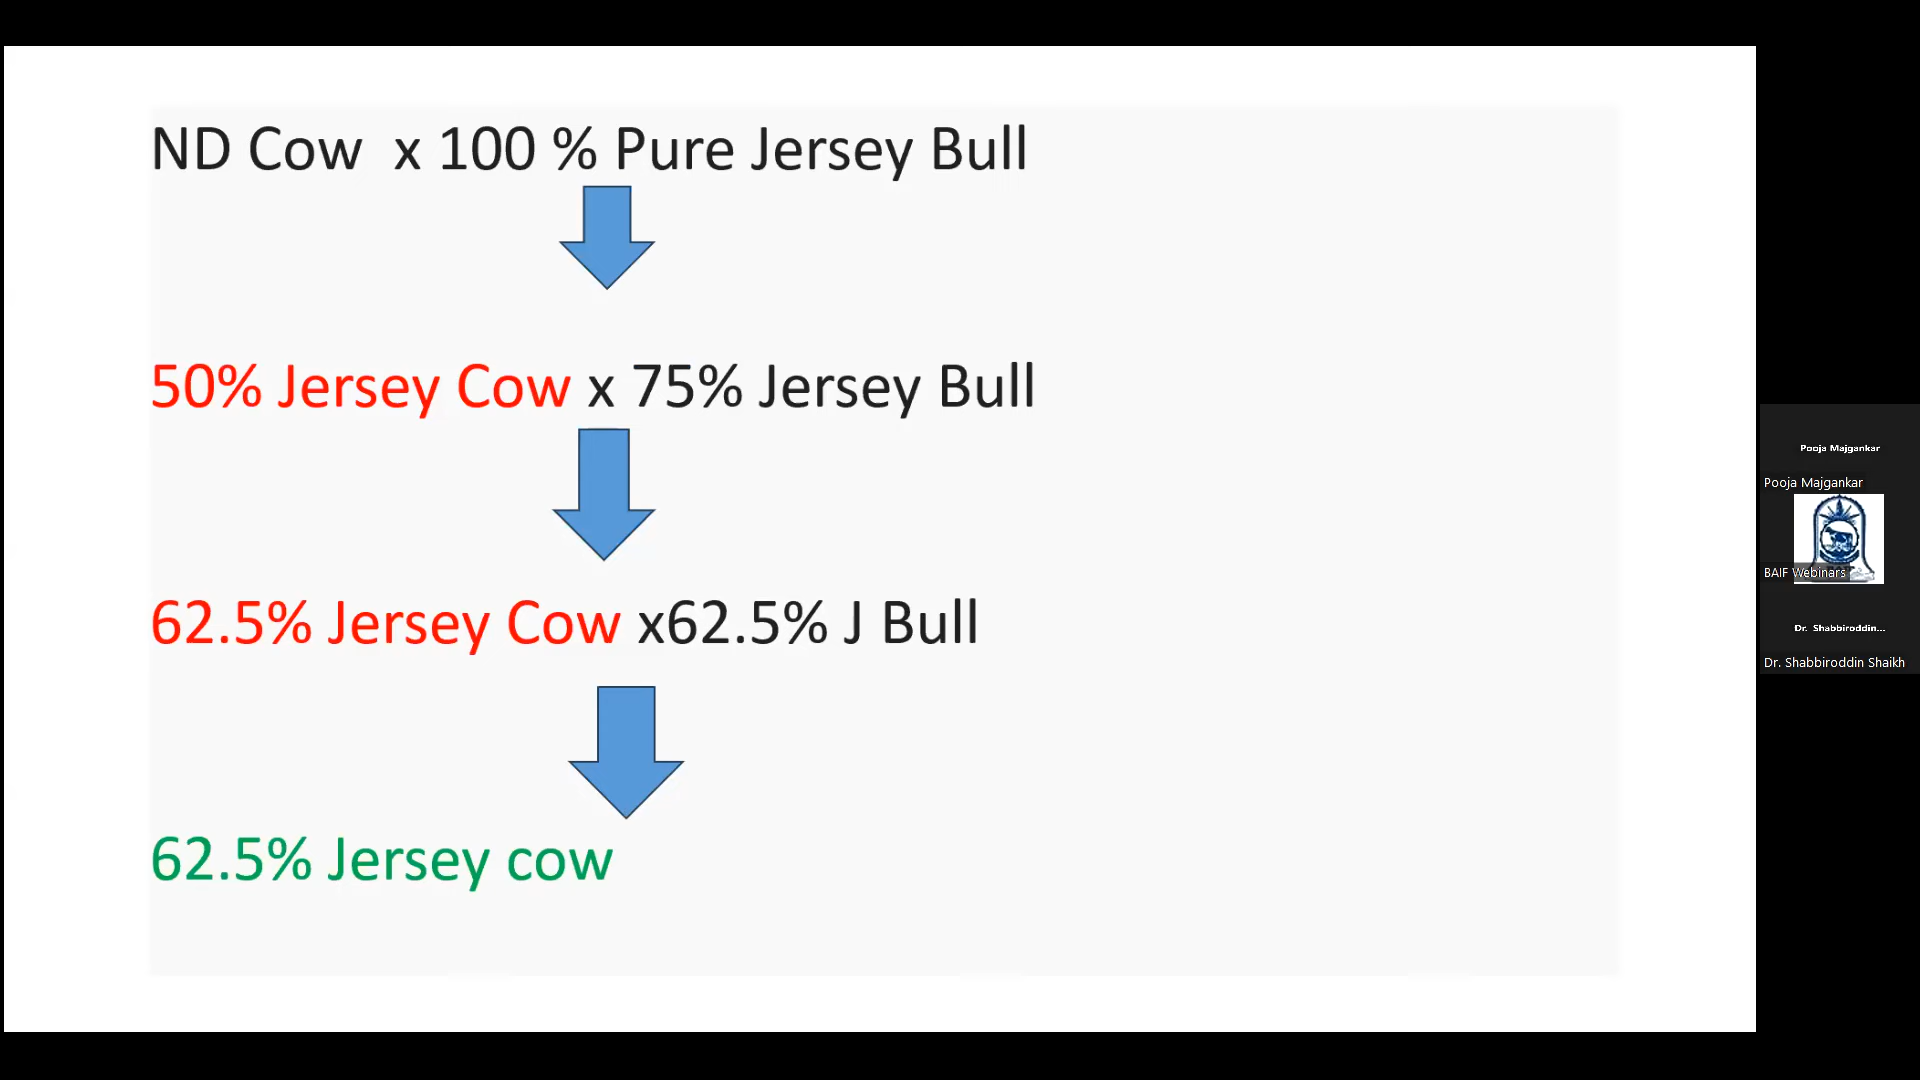 ND Cow x 100 % Pure Jersey Bull
50% Jersey Cow x 75% Jersey Bull
62.5% Jersey Cow x62.5% J Bull
62.5% Jersey cow
Pooja Majgankar
Pooja Majgankar
BAIF Webinars
Dr. Shabbiroddin...
Dr. Shabbiroddin Shaikh